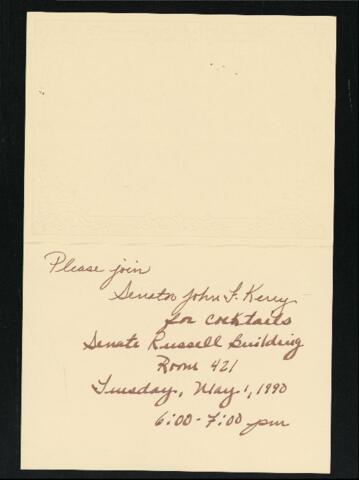 Please join
Senator John F. Kerry
for cocktails
Senate Russell Building
Room 421
Tuesday, May 1, 1990
6:00 - 7:00 pm